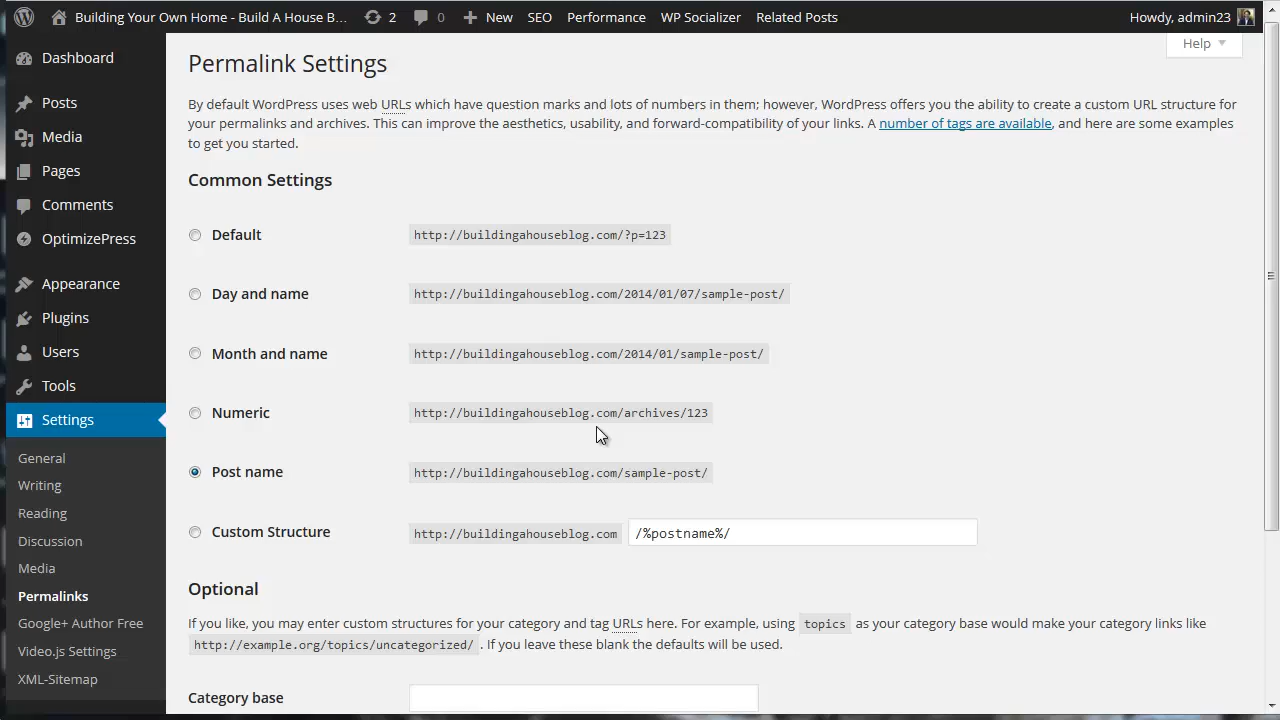 Building Your Own Home - Build A House B... 2 0 New SEO Performance WP Socializer Related Posts Howdy, admin23
Help
Dashboard
Posts
Media
Pages
Comments
OptimizePress
Appearance
Plugins
Users
Tools
Settings
General
Writing
Reading
Discussion
Media
Permalinks
Google+ Author Free
Video.js Settings
XML-Sitemap
Permalink Settings
By default WordPress uses web URLs which have question marks and lots of numbers in them; however, WordPress offers you the ability to create a custom URL structure for
your permalinks and archives. This can improve the aesthetics, usability, and forward-compatibility of your links. A number of tags are available, and here are some examples
to get you started.
Common Settings
Default http://buildingahouseblog.com/?p=123
Day and name http://buildingahouseblog.com/2014/01/07/sample-post/
Month and name http://buildingahouseblog.com/2014/01/sample-post/
Numeric http://buildingahouseblog.com/archives/123
Post name http://buildingahouseblog.com/sample-post/
Custom Structure http://buildingahouseblog.com /%postname%/
Optional
If you like, you may enter custom structures for your category and tag URLs here. For example, using topics as your category base would make your category links like
http://example.org/topics/uncategorized/ . If you leave these blank the defaults will be used.
Category base